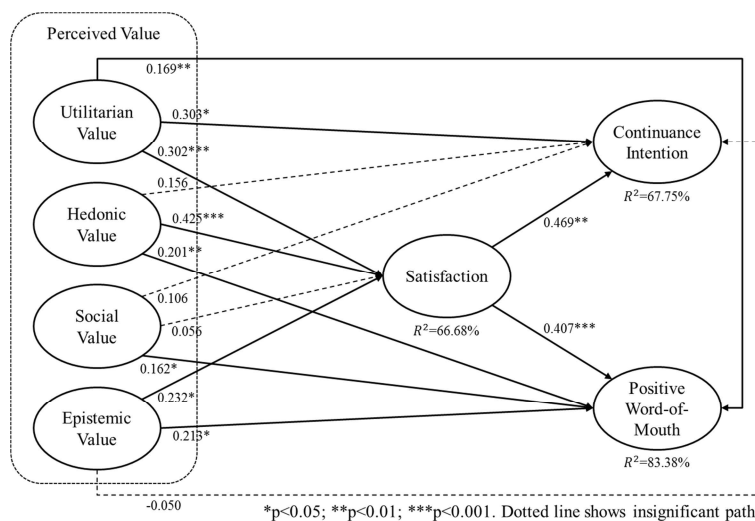 Perceived Value
0.169**
Utilitarian
Value
0.303*
0.302***
Continuance
Intention
R²=67.75%
0.156
Hedonic
Value
0.425***
0.201**
0.469**
Satisfaction
R²=66.68%
0.106
Social
Value
0.056
0.407***
0.162*
0.232*
Epistemic
Value
0.213*
Positive
Word-of-
Mouth
R²=83.38%
-0.050
*p<0.05; **p<0.01; ***p<0.001. Dotted line shows insignificant path